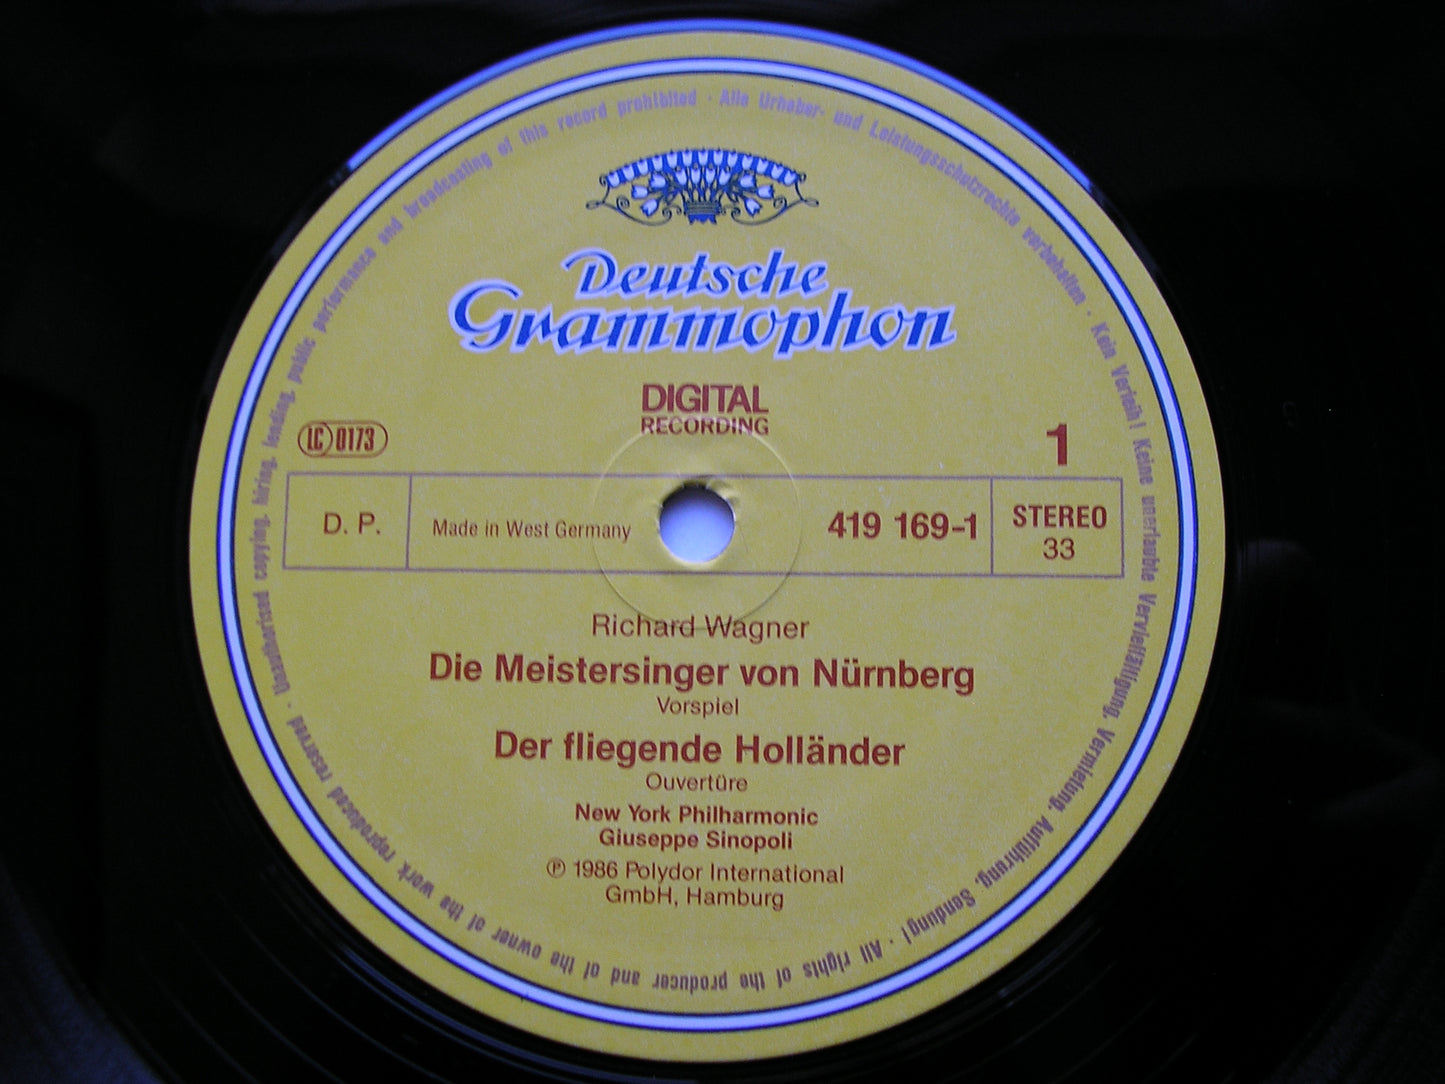 Deutsche
Grammophon
DIGITAL
RECORDING
LC 0173
1
D. P.
Made in West Germany
419 169-1
STEREO
33
Richard Wagner
Die Meistersinger von Nürnberg
Vorspiel
Der fliegende Holländer
Ouvertüre
New York Philharmonic
Giuseppe Sinopoli
℗ 1986 Polydor International
GmbH, Hamburg
Alle Urheber- und Leistungsschutzrechte vorbehalten · Kein Verleih! Keine unerlaubte Vervielfältigung, Vermietung, Aufführung, Sendung! · All rights of the producer and of the owner of the work reproduced reserved · Unauthorised copying, hiring, lending, public performance and broadcasting of this record prohibited ·